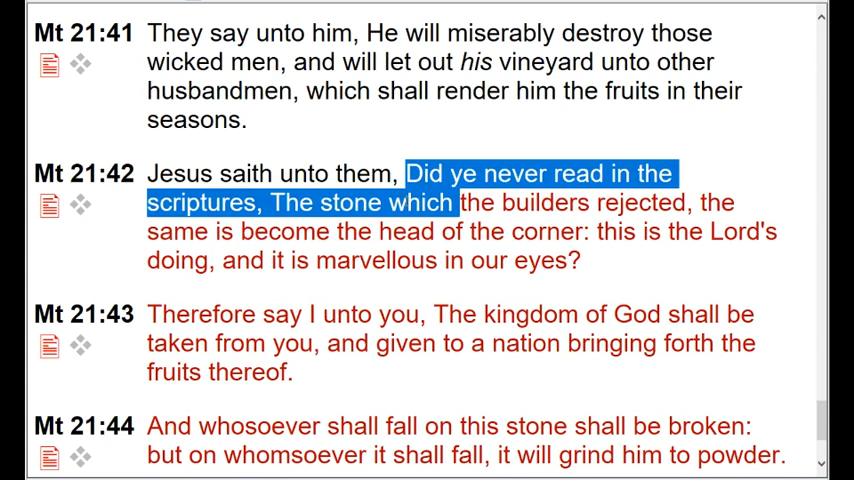 Mt 21:41 They say unto him, He will miserably destroy those
wicked men, and will let out his vineyard unto other
husbandmen, which shall render him the fruits in their
seasons.
Mt 21:42 Jesus saith unto them, Did ye never read in the
scriptures, The stone which the builders rejected, the
same is become the head of the corner: this is the Lord's
doing, and it is marvellous in our eyes?
Mt 21:43 Therefore say I unto you, The kingdom of God shall be
taken from you, and given to a nation bringing forth the
fruits thereof.
Mt 21:44 And whosoever shall fall on this stone shall be broken:
but on whomsoever it shall fall, it will grind him to powder.